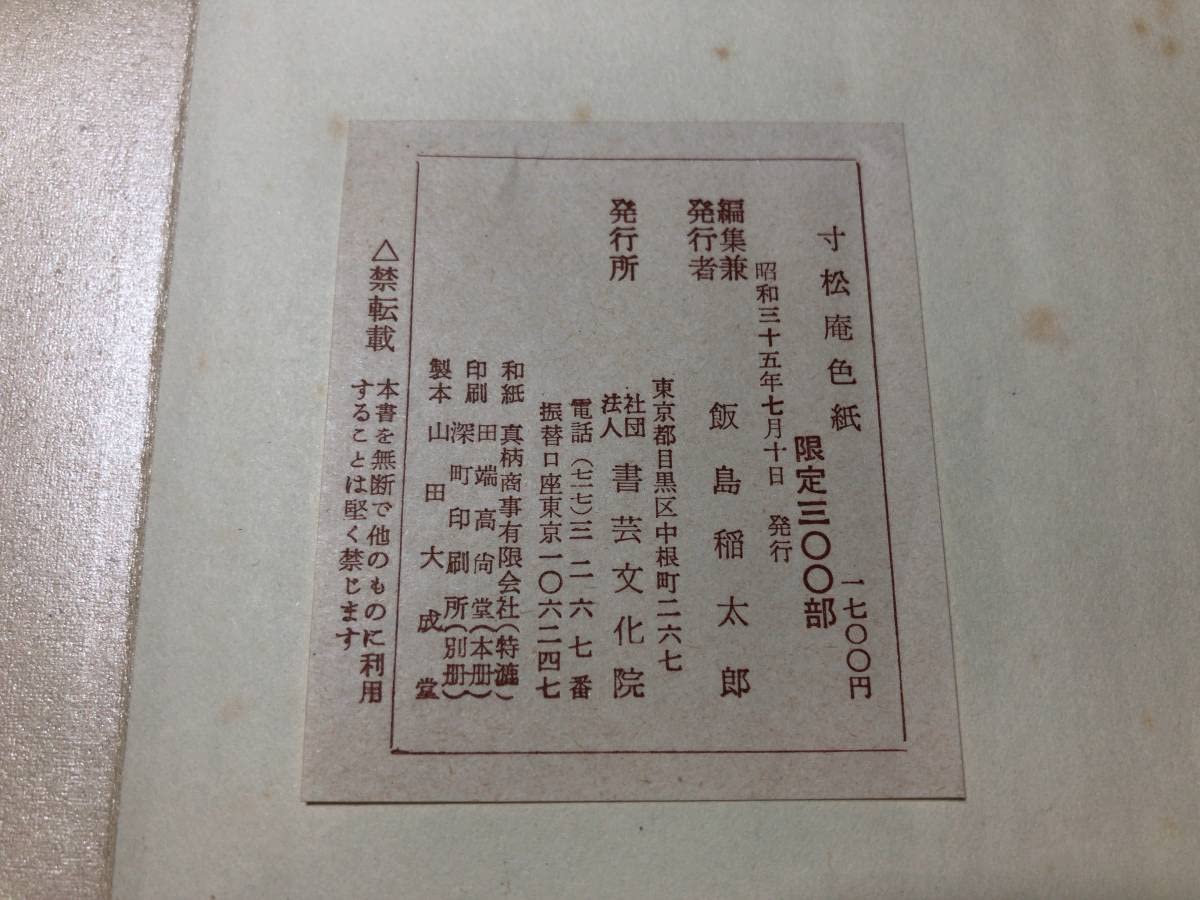 寸松庵色紙
一七〇〇円
限定三〇〇部
昭和三十五年七月十日 発行
編集兼
発行者 飯島稲太郎
東京都目黒区中根町二六七
発行所 社団法人 書芸文化院
電話(七一七)三二六七番
振替口座東京一〇六二四七
和紙 真柄商事有限会社(特漉)
印刷 田端高尚堂(本册)
深町印刷所(別册)
製本 山田大成堂
△禁転載 本書を無断で他のものに利用
することは堅く禁じます